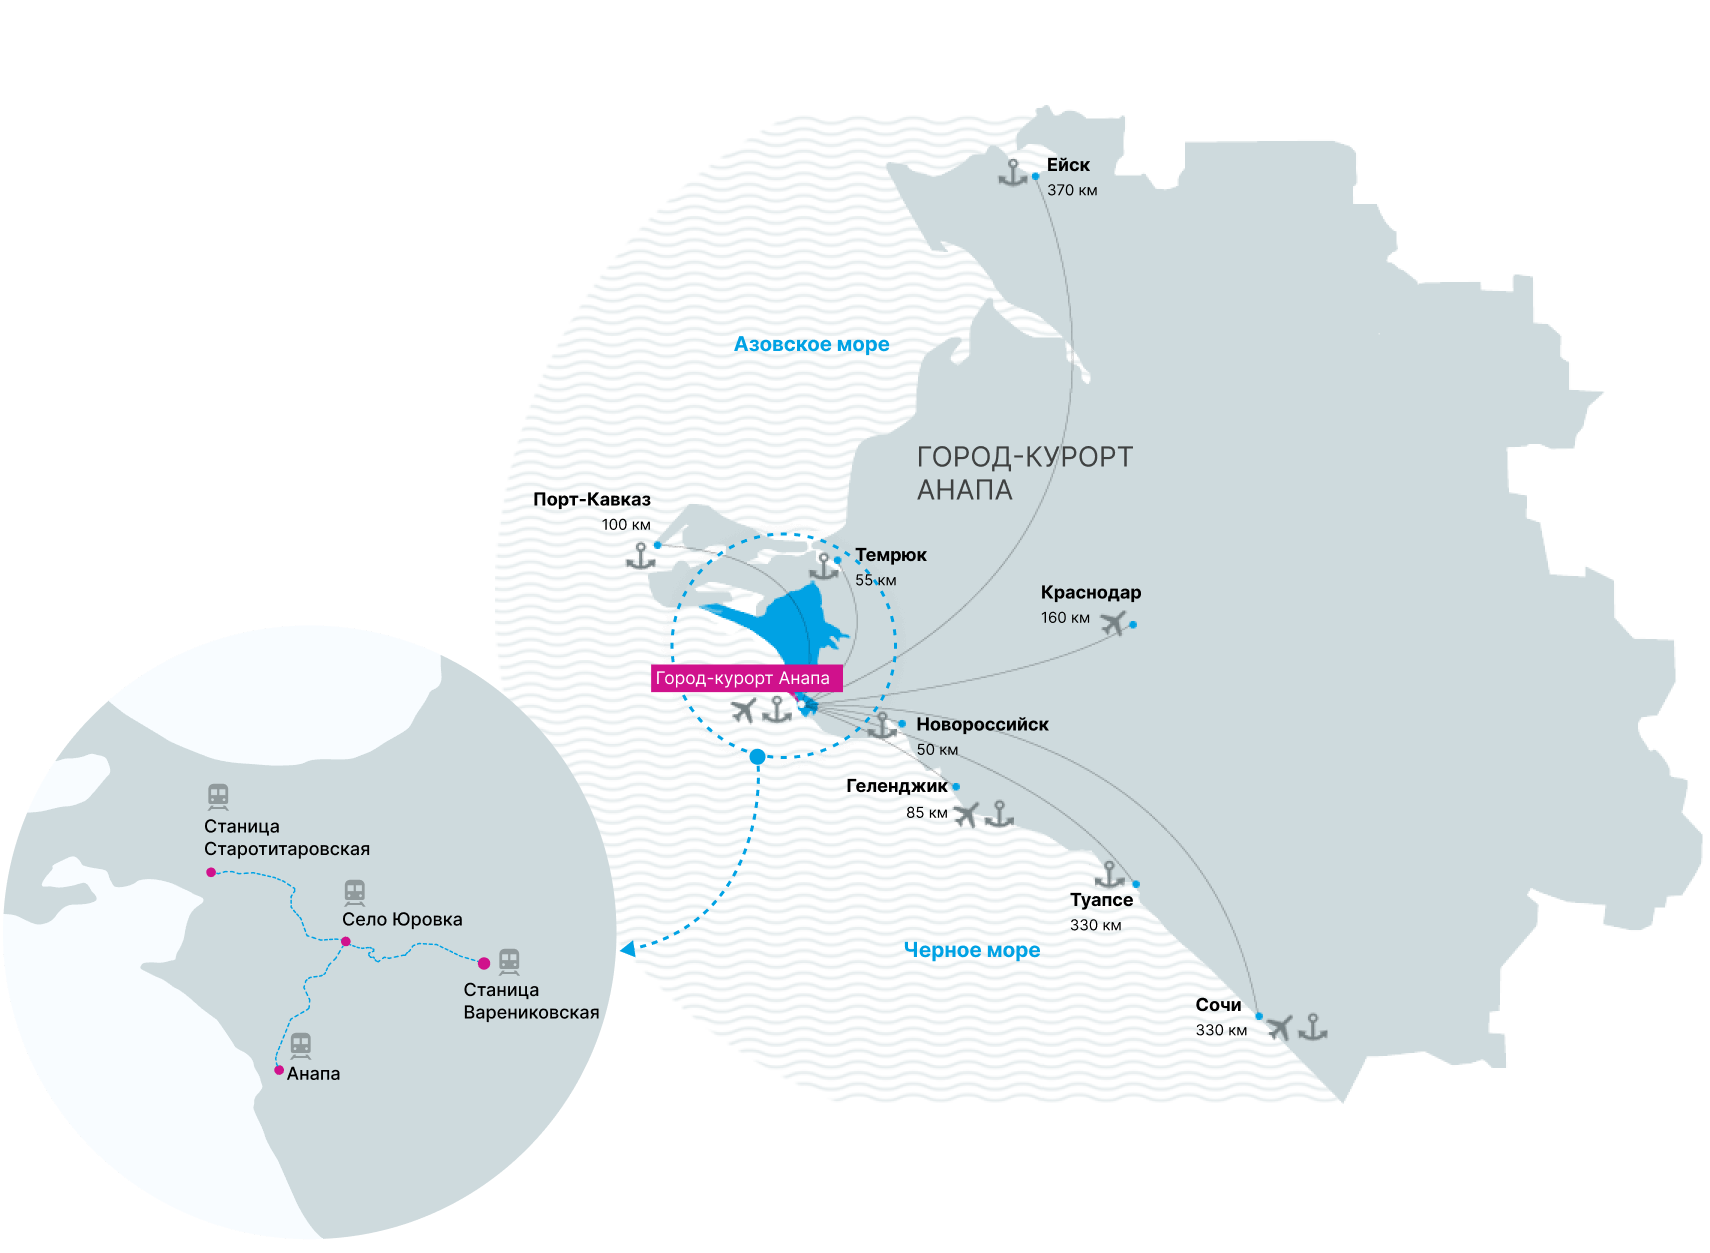 Ейск
370 км
Азовское море
ГОРОД-КУРОРТ
АНАПА
Порт-Кавказ
100 км
Темрюк
55 км
Краснодар
160 км
Город-курорт Анапа
Новороссийск
50 км
Геленджик
85 км
Туапсе
330 км
Черное море
Сочи
330 км
Станица
Старотитаровская
Село Юровка
Станица
Варениковская
Анапа